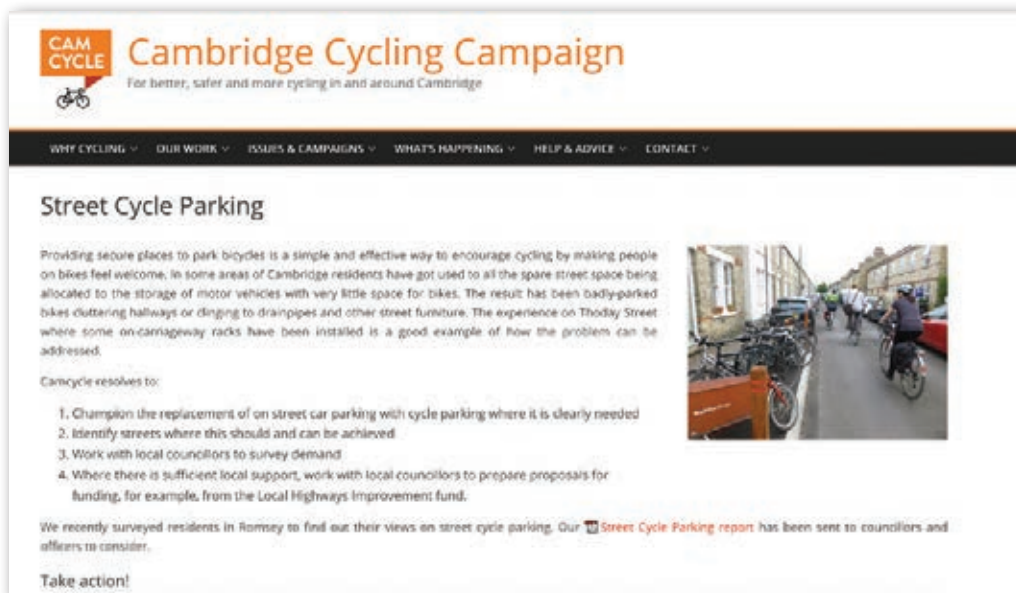 CAM
CYCLE
Cambridge Cycling Campaign
For better, safer and more cycling in and around Cambridge
WHY CYCLING OUR WORK ISSUES & CAMPAIGNS WHAT'S HAPPENING HELP & ADVICE CONTACT
Street Cycle Parking
Providing secure places to park bicycles is a simple and effective way to encourage cycling by making people
on bikes feel welcome. In some areas of Cambridge residents have got used to all the spare street space being
allocated to the storage of motor vehicles with very little space for bikes. The result has been badly-parked
bikes cluttering hallways or clinging to drainpipes and other street furniture. The experience on Thoday Street
where some on-carriageway racks have been installed is a good example of how the problem can be
addressed.
Camcycle resolves to:
1. Champion the replacement of on street car parking with cycle parking where it is clearly needed
2. Identify streets where this should and can be achieved
3. Work with local councillors to survey demand
4. Where there is sufficient local support, work with local councillors to prepare proposals for
funding, for example, from the Local Highways Improvement fund.
We recently surveyed residents in Romsey to find out their views on street cycle parking. Our Street Cycle Parking report has been sent to councillors and
officers to consider.
Take action!